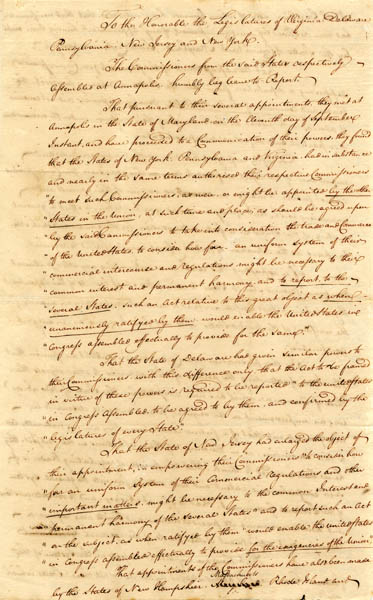 To the Honorable the Legislatures of Virginia, Delaware
Pennsylvania, New Jersey and New York.
The Commissioners from the said States respectively
Assembled at Annapolis humbly beg leave to Report.
That pursuant to their several appointments, they met at
Annapolis in the State of Maryland, on the Eleventh day of September
Instant, and have proceeded to a Communication of their powers; they found
that the States of New York, Pennsylvania and Virginia had in substance
and nearly in the same terms authorised their respective Commissioners
to meet such Commissioners, as were or might be appointed by the other
"States in the Union, at such time and place, as should be agreed upon
"by the said Commissioners to take into consideration the trade and Commerce
"of the United States, to consider how far an uniform System of their
"commercial intercourse and regulations might be necessary to their
"common interest and permanent harmony, and to report to the
"several States, such an Act relative to this great object as when
"unanimously ratified by them would enable the United States in
"Congress assembled effectually to provide for the same."
That the State of Delaware had given similar powers to
their Commissioners, with this difference only that the Act to be framed
in virtue of these powers is required to be reported "to the United States
"in Congress Assembled, to be agreed to by them, and confirmed by the
"legislatures of every State."
That the State of New Jersey had enlarged the object of
their appointment, empowering their Commissioners "to consider how
"far an uniform System of their Commercial Regulations and other
"important matters, might be necessary to the common Interest and
"permanent harmony of the several States" and to report such an Act
on the subject, as when ratified by them "would enable the United States
"in Congress assembled effectually to provide for the exigencies of the Union"
That appointments of Commissioners have also been made
by the States of New Hampshire, Rhode Island and